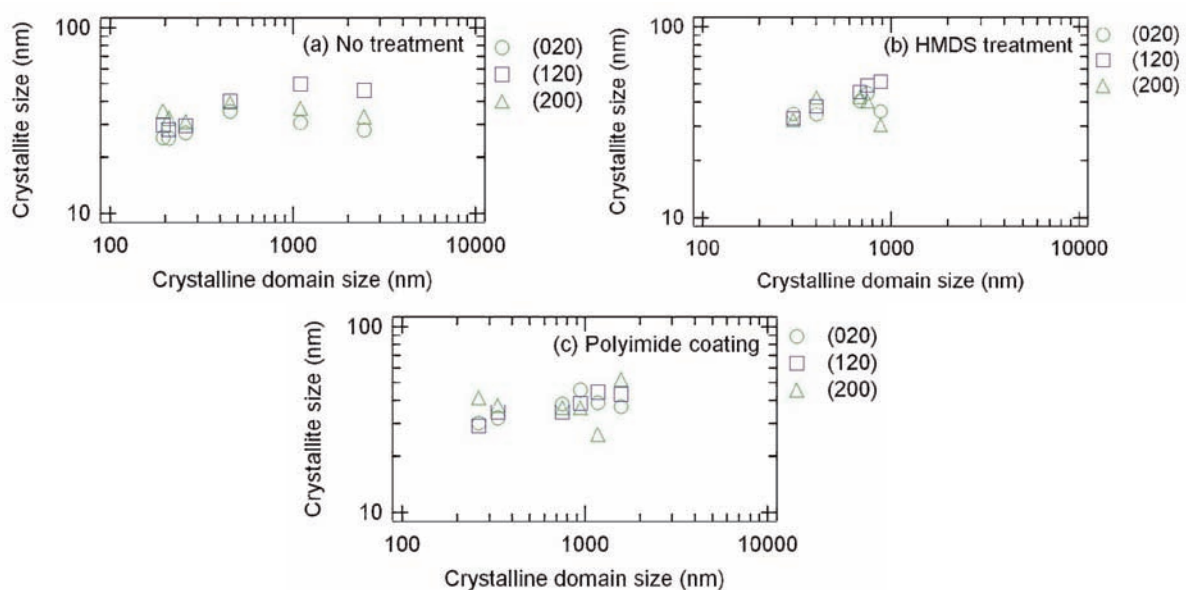 100
(a) No treatment
Crystallite size (nm)
10
100
1000
10000
Crystalline domain size (nm)
(020)
(120)
(200)
100
(b) HMDS treatment
Crystallite size (nm)
10
100
1000
10000
Crystalline domain size (nm)
(020)
(120)
(200)
100
(c) Polyimide coating
Crystallite size (nm)
10
100
1000
10000
Crystalline domain size (nm)
(020)
(120)
(200)